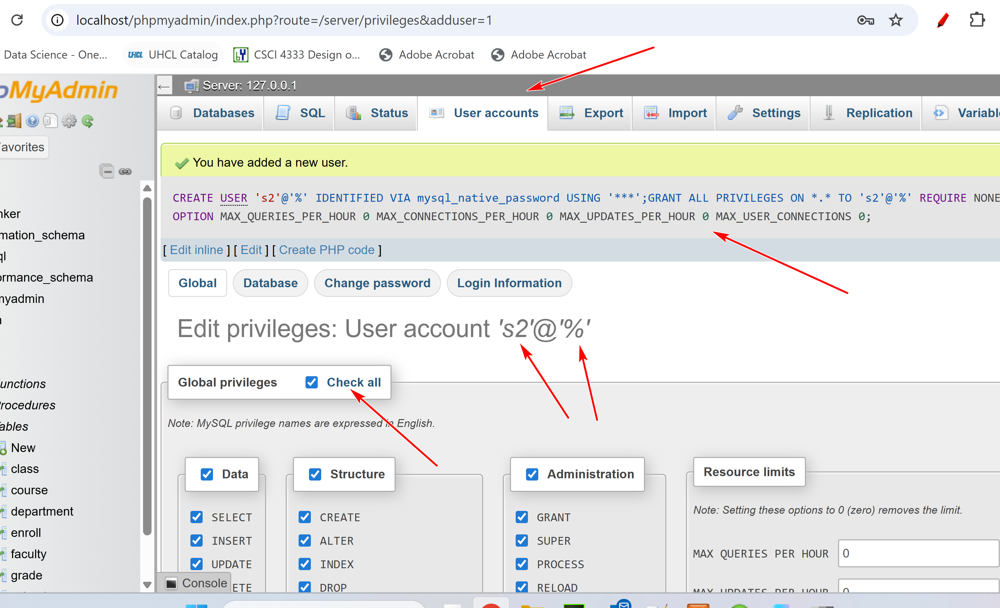 localhost/phpmyadmin/index.php?route=/server/privileges&adduser=1
Data Science - One...
UHCL UHCL Catalog
CSCI 4333 Design o...
Adobe Acrobat
Adobe Acrobat
oMyAdmin
Server: 127.0.0.1
Databases
SQL
Status
User accounts
Export
Import
Settings
Replication
Variabl
avorites
You have added a new user.
CREATE USER 's2'@'%' IDENTIFIED VIA mysql_native_password USING '***';GRANT ALL PRIVILEGES ON *.* TO 's2'@'%' REQUIRE NONE
OPTION MAX_QUERIES_PER_HOUR 0 MAX_CONNECTIONS_PER_HOUR 0 MAX_UPDATES_PER_HOUR 0 MAX_USER_CONNECTIONS 0;
[ Edit inline ] [ Edit ] [ Create PHP code ]
nker
mation_schema
ql
ormance_schema
myadmin
unctions
rocedures
ables
New
class
course
department
enroll
faculty
grade
Global
Database
Change password
Login Information
Edit privileges: User account 's2'@'%'
Global privileges
Check all
Note: MySQL privilege names are expressed in English.
Data
SELECT
INSERT
UPDATE
ETE
Structure
CREATE
ALTER
INDEX
DROP
Administration
GRANT
SUPER
PROCESS
RELOAD
Resource limits
Note: Setting these options to 0 (zero) removes the limit.
MAX QUERIES PER HOUR 0
MAX UPDATES PER HOUR 0
Console